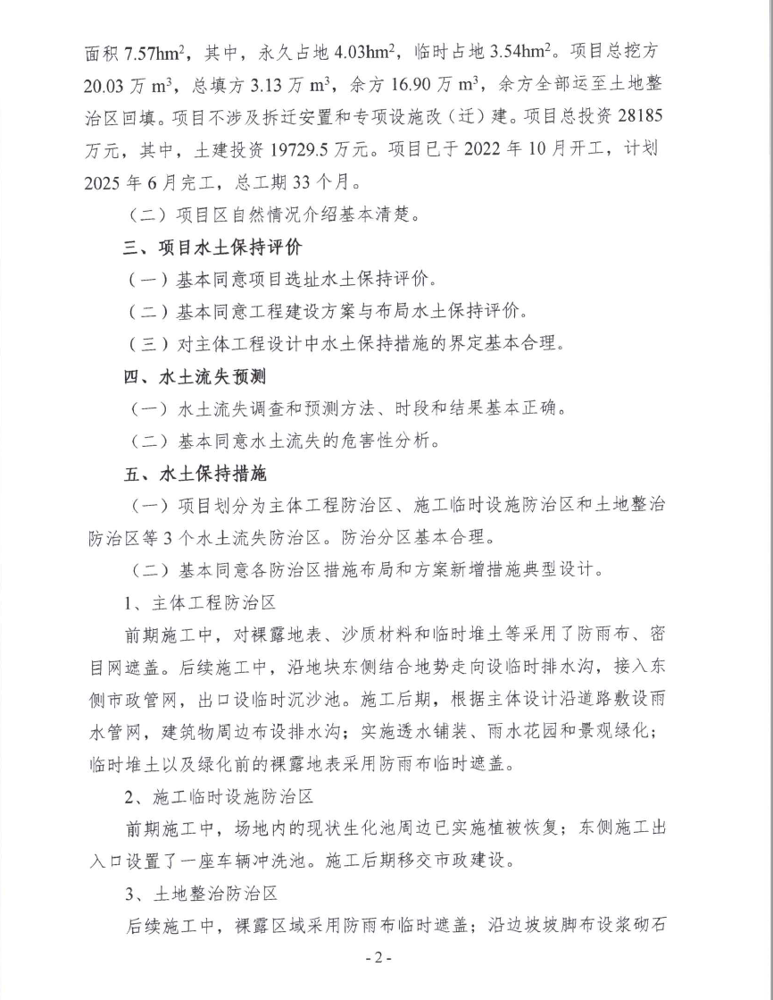 面积 7.57hm²，其中，永久占地 4.03hm²，临时占地 3.54hm²。项目总挖方
20.03 万 m³，总填方 3.13 万 m³，余方 16.90 万 m³，余方全部运至土地整
治区回填。项目不涉及拆迁安置和专项设施改（迁）建。项目总投资 28185
万元，其中，土建投资 19729.5 万元。项目已于 2022 年 10 月开工，计划
2025 年 6 月完工，总工期 33 个月。
（二）项目区自然情况介绍基本清楚。
三、项目水土保持评价
（一）基本同意项目选址水土保持评价。
（二）基本同意工程建设方案与布局水土保持评价。
（三）对主体工程设计中水土保持措施的界定基本合理。
四、水土流失预测
（一）水土流失调查和预测方法、时段和结果基本正确。
（二）基本同意水土流失的危害性分析。
五、水土保持措施
（一）项目划分为主体工程防治区、施工临时设施防治区和土地整治
防治区等 3 个水土流失防治区。防治分区基本合理。
（二）基本同意各防治区措施布局和方案新增措施典型设计。
1、主体工程防治区
前期施工中，对裸露地表、沙质材料和临时堆土等采用了防雨布、密
目网遮盖。后续施工中，沿地块东侧结合地势走向设临时排水沟，接入东
侧市政管网，出口设临时沉沙池。施工后期，根据主体设计沿道路敷设雨
水管网，建筑物周边布设排水沟；实施透水铺装、雨水花园和景观绿化；
临时堆土以及绿化前的裸露地表采用防雨布临时遮盖。
2、施工临时设施防治区
前期施工中，场地内的现状生化池周边已实施植被恢复；东侧施工出
入口设置了一座车辆冲洗池。施工后期移交市政建设。
3、土地整治防治区
后续施工中，裸露区域采用防雨布临时遮盖；沿边坡坡脚布设浆砌石
- 2 -